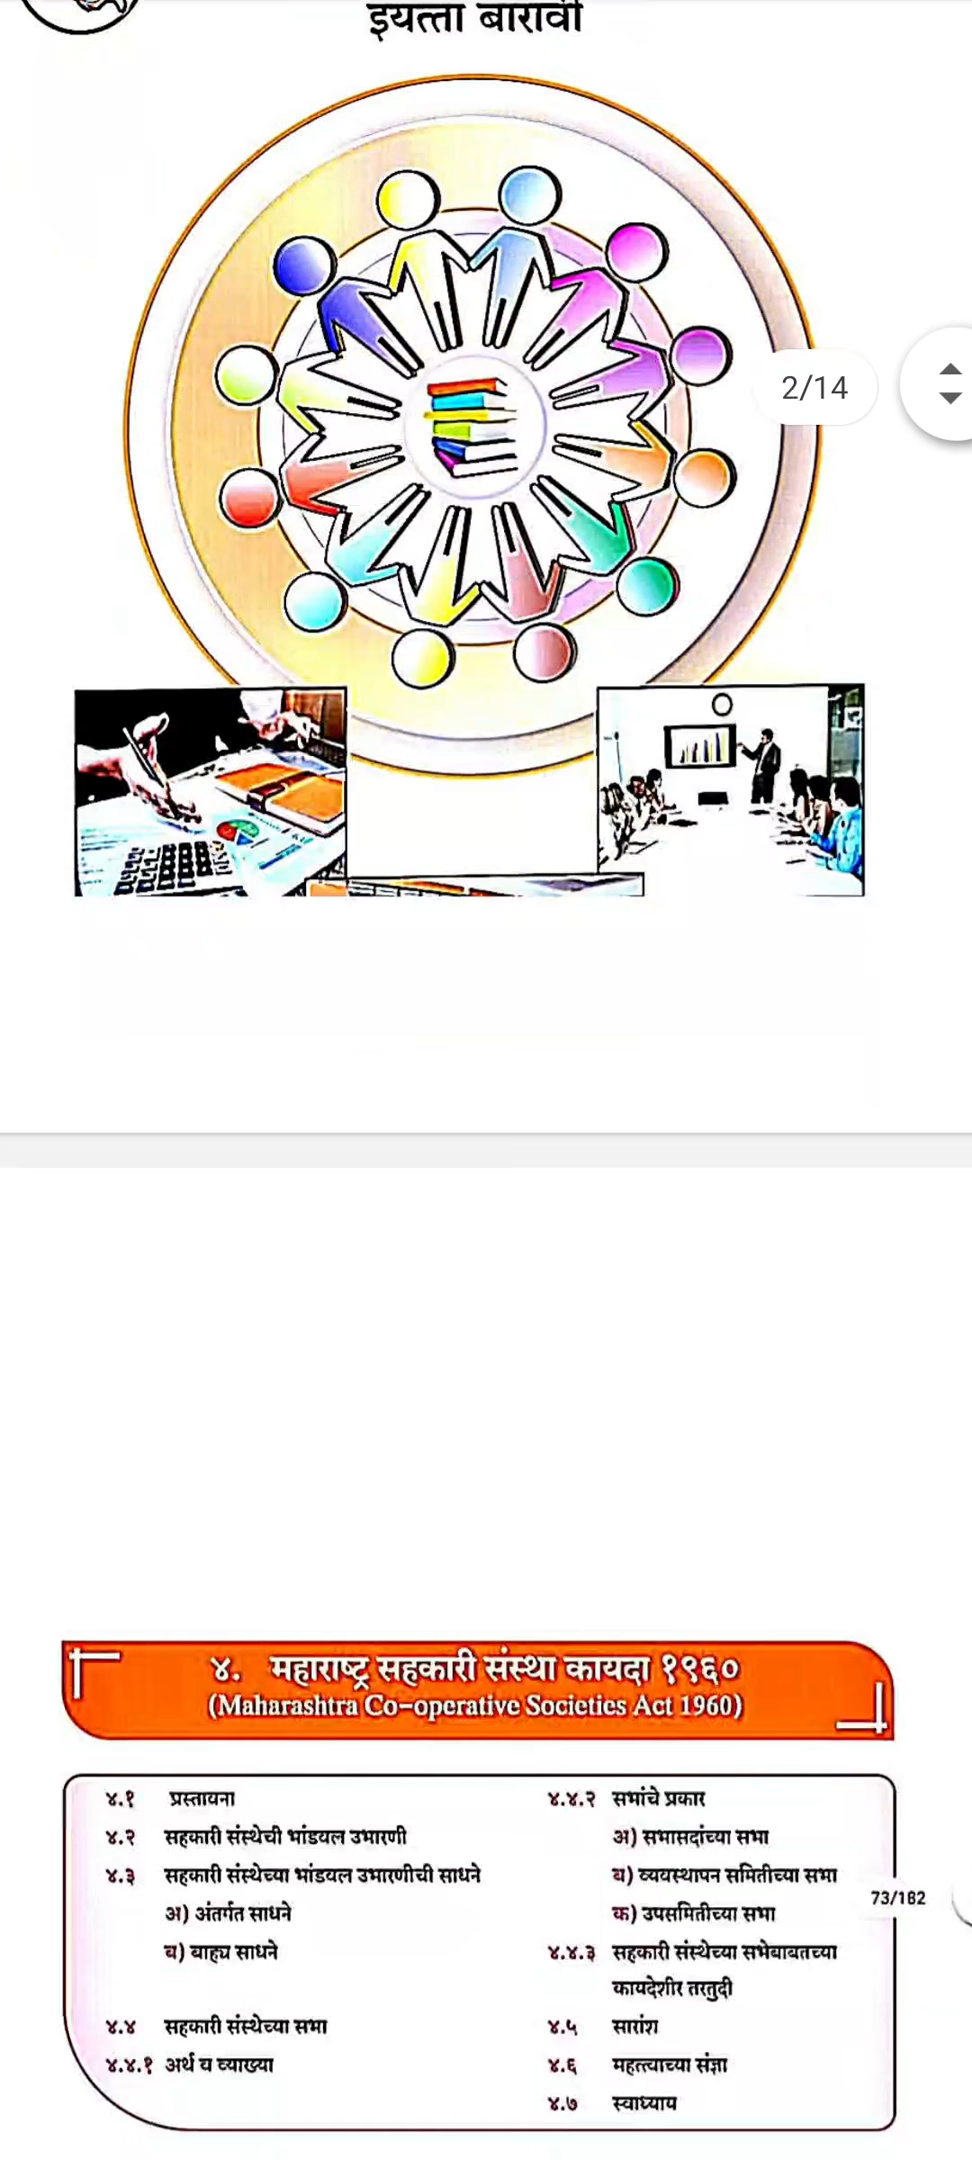 इयत्ता बारावी
2/14
४. महाराष्ट्र सहकारी संस्था कायदा १९६०
(Maharashtra Co-operative Societies Act 1960)
४.१ प्रस्तावना
४.२ सहकारी संस्थेची भांडवल उभारणी
४.३ सहकारी संस्थेच्या भांडवल उभारणीची साधने
अ) अंतर्गत साधने
ब) बाह्य साधने
४.४ सहकारी संस्थेच्या सभा
४.४.१ अर्थ व व्याख्या
४.४.२ सभांचे प्रकार
अ) सभासदांच्या सभा
ब) व्यवस्थापन समितीच्या सभा
क) उपसमितीच्या सभा
४.४.३ सहकारी संस्थेच्या सभेबाबतच्या
कायदेशीर तरतुदी
४.५ सारांश
४.६ महत्त्वाच्या संज्ञा
४.७ स्वाध्याय
73/182